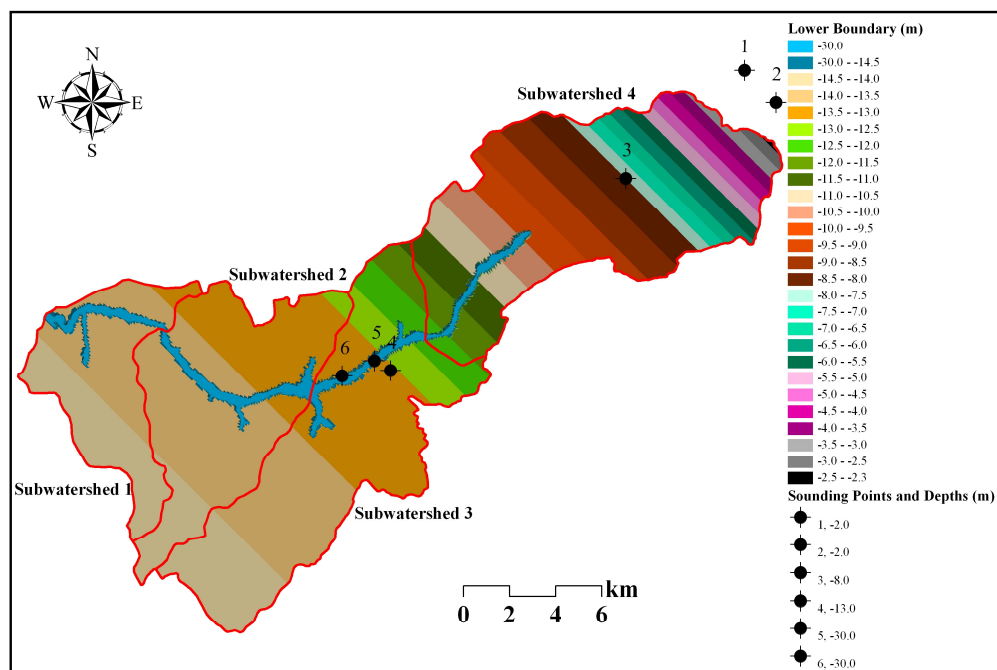 N
W E
S
Subwatershed 4
1
2
3
Subwatershed 2
5
6 4
Subwatershed 1
Subwatershed 3
km
0 2 4 6
Lower Boundary (m)
-30.0
-30.0 - -14.5
-14.5 - -14.0
-14.0 - -13.5
-13.5 - -13.0
-13.0 - -12.5
-12.5 - -12.0
-12.0 - -11.5
-11.5 - -11.0
-11.0 - -10.5
-10.5 - -10.0
-10.0 - -9.5
-9.5 - -9.0
-9.0 - -8.5
-8.5 - -8.0
-8.0 - -7.5
-7.5 - -7.0
-7.0 - -6.5
-6.5 - -6.0
-6.0 - -5.5
-5.5 - -5.0
-5.0 - -4.5
-4.5 - -4.0
-4.0 - -3.5
-3.5 - -3.0
-3.0 - -2.5
-2.5 - -2.3
Sounding Points and Depths (m)
1, -2.0
2, -2.0
3, -8.0
4, -13.0
5, -30.0
6, -30.0